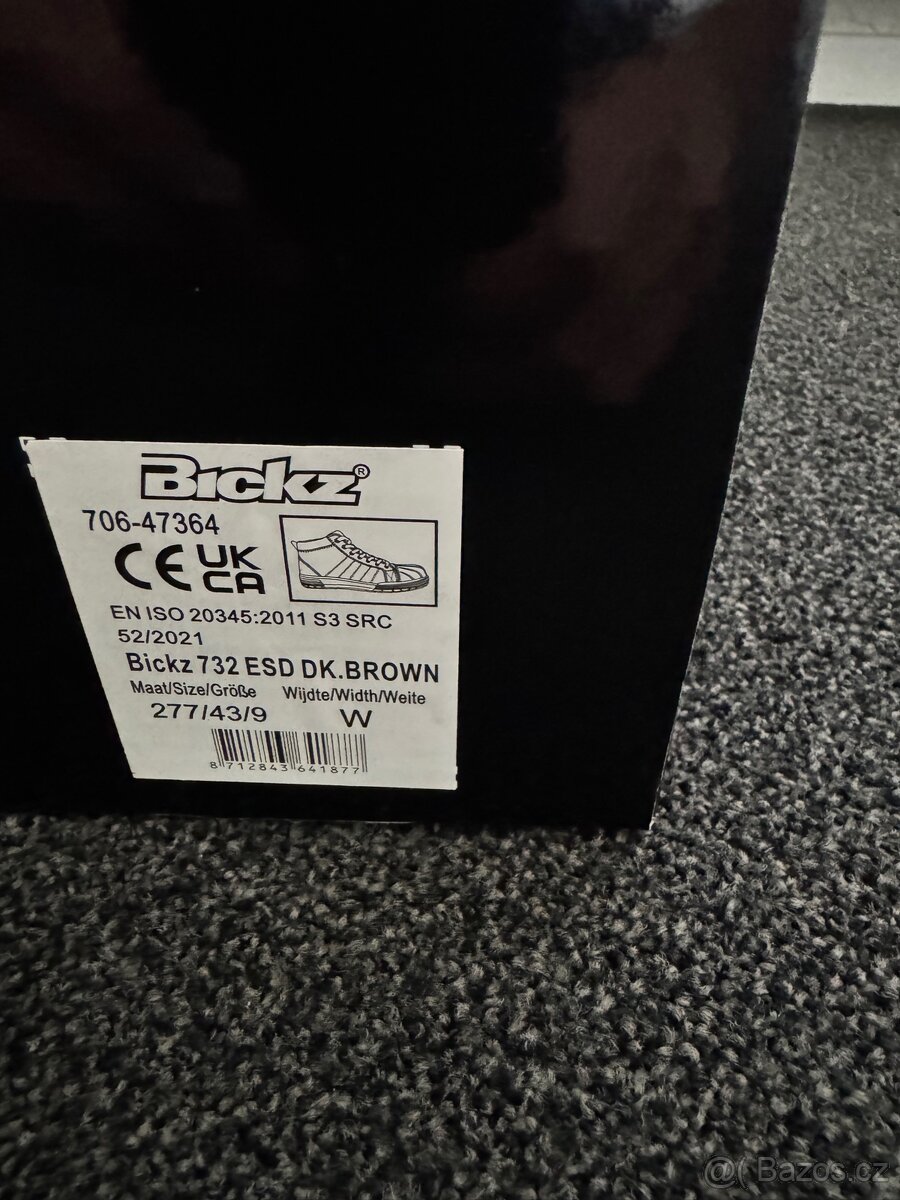 Bickz®
706-47364
CE UK CA
EN ISO 20345:2011 S3 SRC
52/2021
Bickz 732 ESD DK.BROWN
Maat/Size/Größe Wijdte/Width/Weite
277/43/9 W
8 712843 641877
@( Bazos.cz